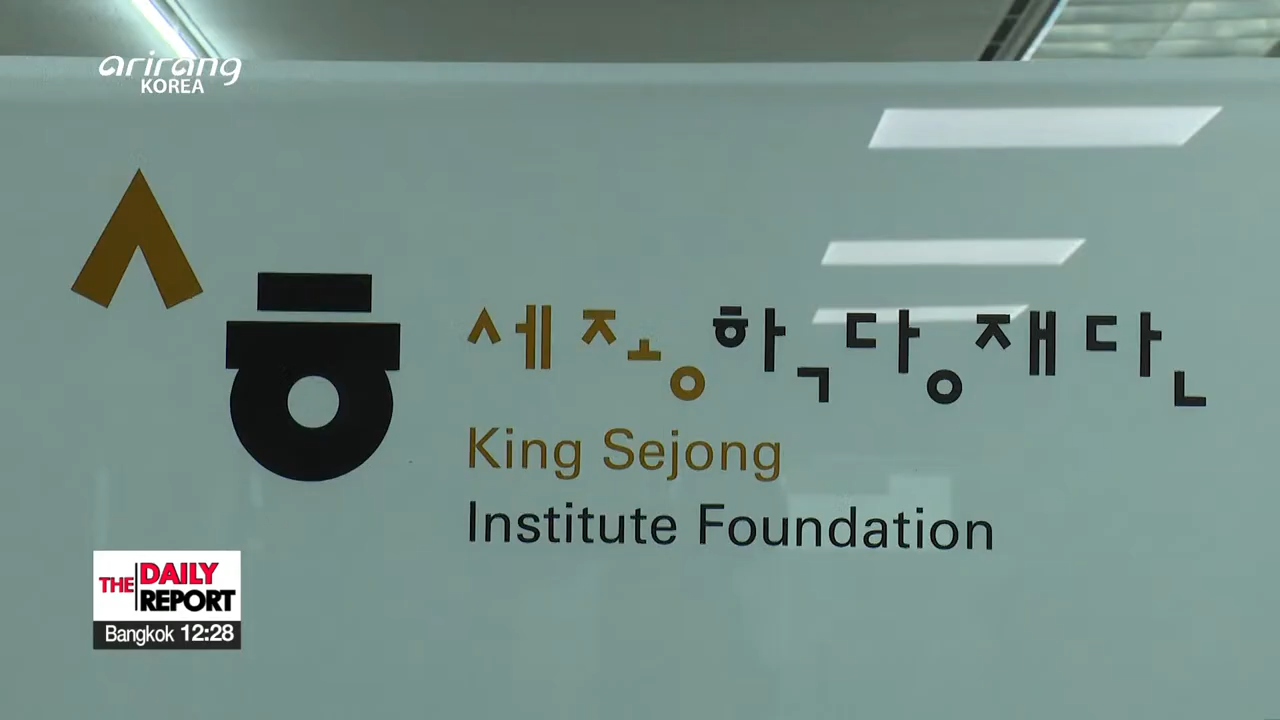 arirang
KOREA
세종학당재단
King Sejong
Institute Foundation
THE DAILY REPORT
Bangkok 12:28